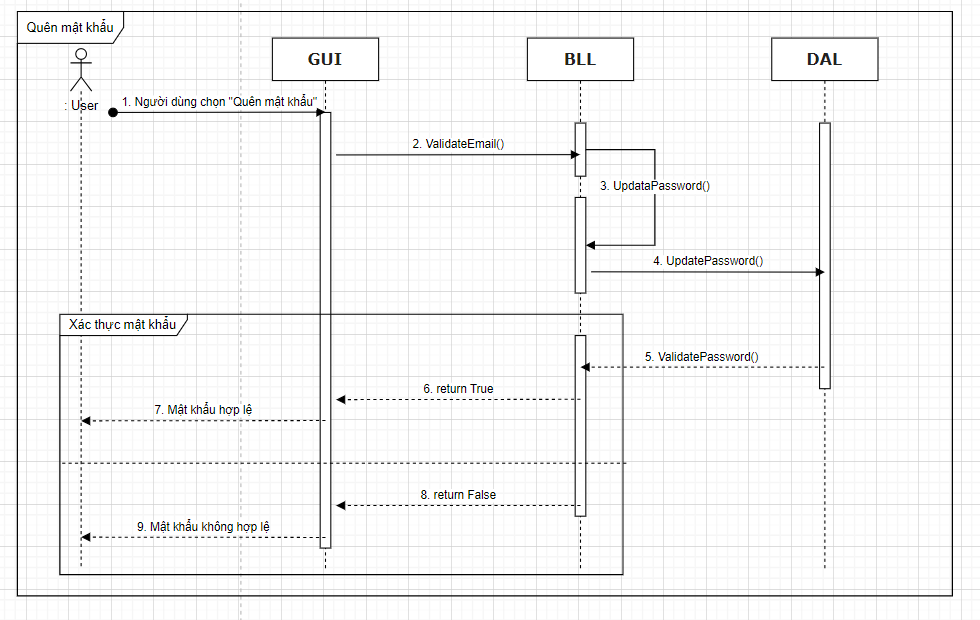 Quên mật khẩu
GUI
BLL
DAL
: User
1. Người dùng chọn "Quên mật khẩu"
2. ValidateEmail()
3. UpdataPassword()
4. UpdatePassword()
Xác thực mật khẩu
5. ValidatePassword()
6. return True
7. Mật khẩu hợp lệ
8. return False
9. Mật khẩu không hợp lệ